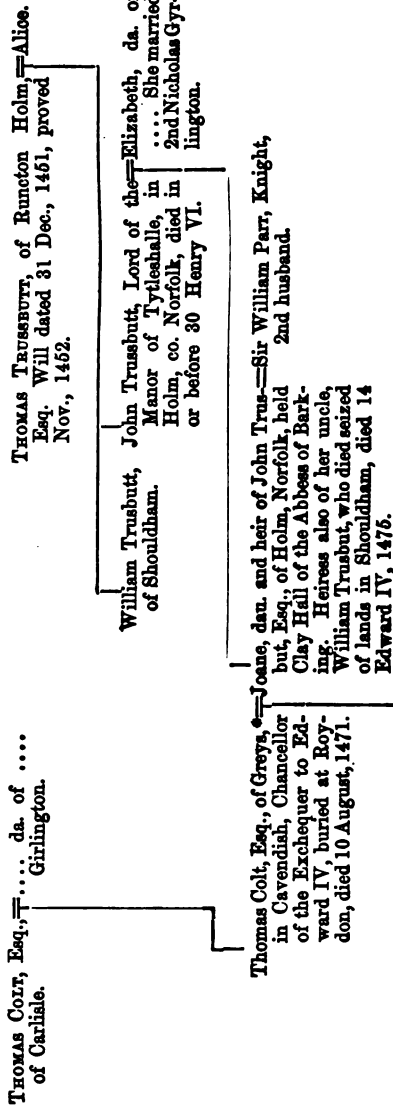 THOMAS COLT, Esq.,=.... da. of ....
of Carlisle.
Girlington.
THOMAS TRUSSBUTT, of Runcton Holm,=Alice.
Esq. Will dated 31 Dec., 1451, proved
Nov., 1452.
William Trusbutt,
of Shouldham.
John Trussbutt, Lord of the=Elizabeth, da. of
Manor of Tytleshalle, in
Holm, co. Norfolk, died in
or before 30 Henry VI.
.... She married
2nd Nicholas Gyr-
lington.
Thomas Colt, Esq., of Greys,*=Joane, dau. and heir of John Trus-=Sir William Parr, Knight,
in Cavendish, Chancellor
of the Exchequer to Ed-
ward IV, buried at Roy-
don, died 10 August, 1471.
but, Esq., of Holm, Norfolk, held
Clay Hall of the Abbess of Bark-
ing. Heiress also of her uncle,
William Trusbut, who died seized
of lands in Shouldham, died 14
Edward IV, 1475.
2nd husband.